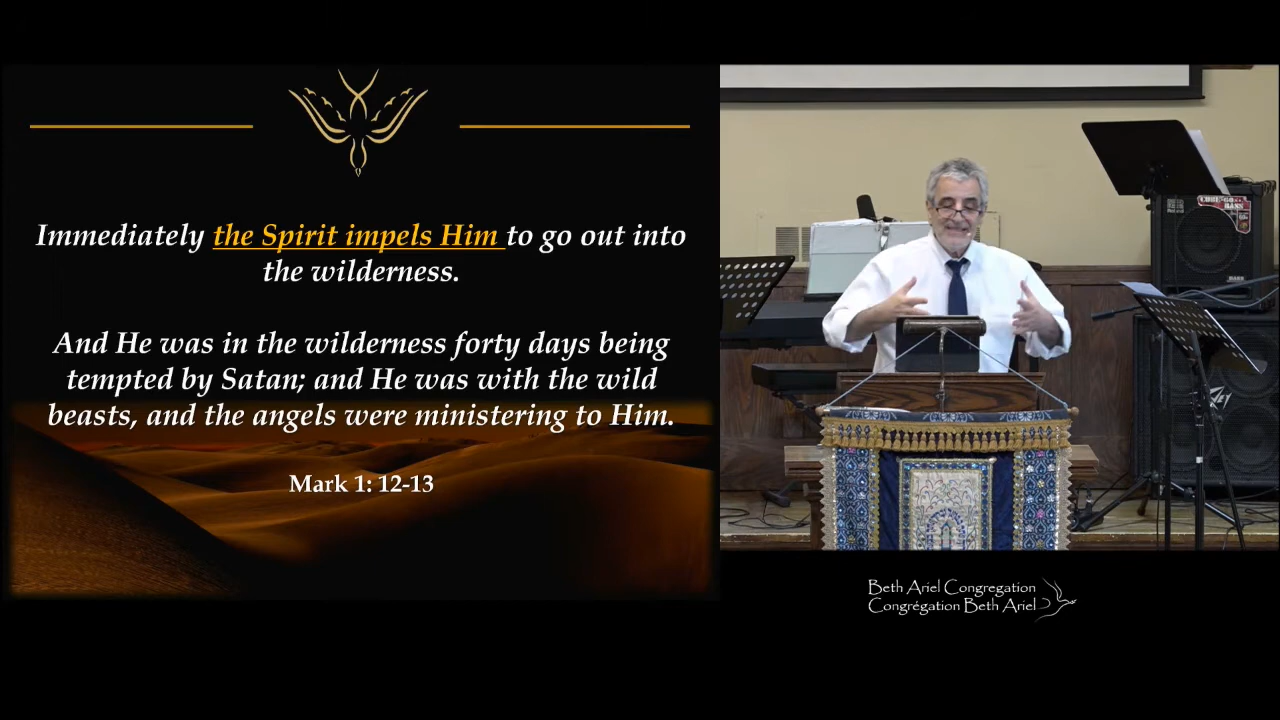 Immediately the Spirit impels Him to go out into
the wilderness.
And He was in the wilderness forty days being
tempted by Satan; and He was with the wild
beasts, and the angels were ministering to Him.
Mark 1: 12-13
PEAVEY
Beth Ariel Congregation
Congrégation Beth Ariel